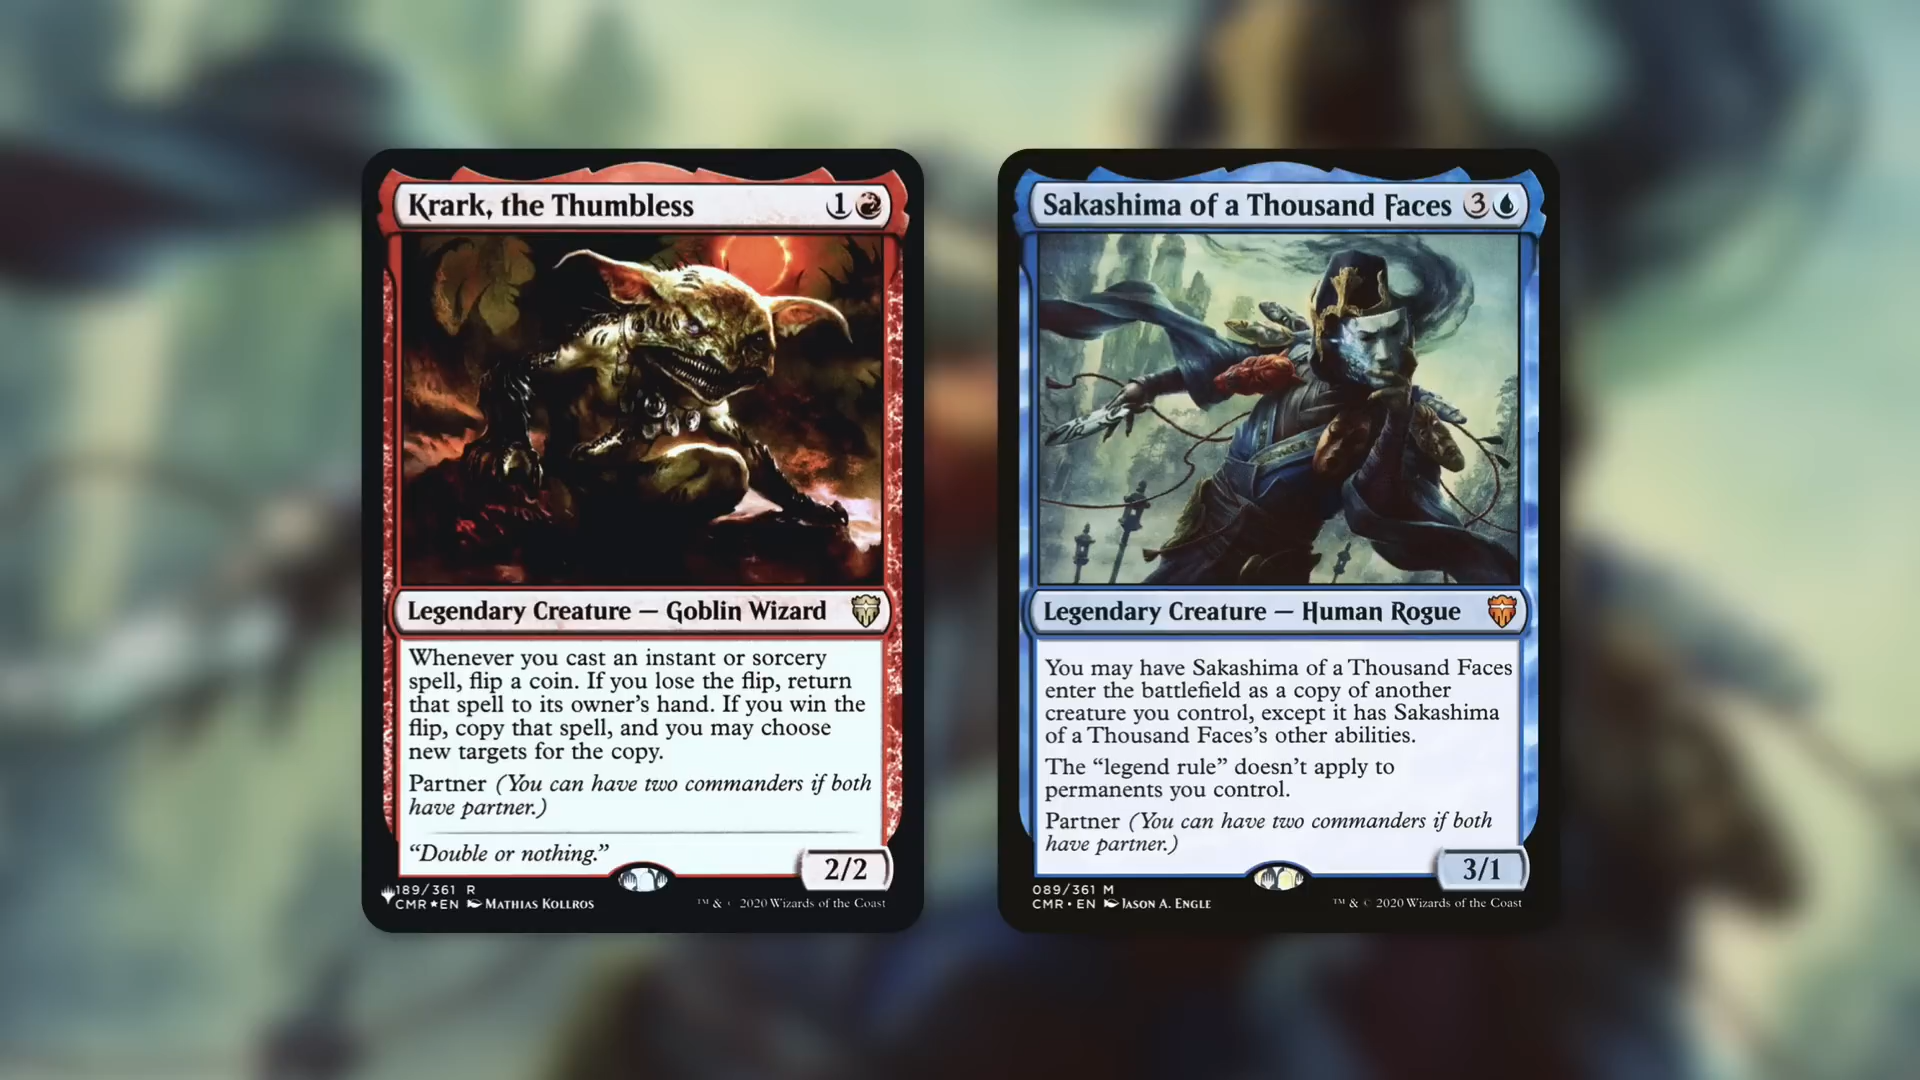 Krark, the Thumbless 1
Legendary Creature — Goblin Wizard
Whenever you cast an instant or sorcery
spell, flip a coin. If you lose the flip, return
that spell to its owner's hand. If you win the
flip, copy that spell, and you may choose
new targets for the copy.
Partner (You can have two commanders if both
have partner.)
“Double or nothing.”
2/2
189/361 R
CMR★EN Mathias Kollros
™ & © 2020 Wizards of the Coast
Sakashima of a Thousand Faces 3
Legendary Creature — Human Rogue
You may have Sakashima of a Thousand Faces
enter the battlefield as a copy of another
creature you control, except it has Sakashima
of a Thousand Faces's other abilities.
The “legend rule” doesn't apply to
permanents you control.
Partner (You can have two commanders if both
have partner.)
3/1
089/361 M
CMR • EN Jason A. Engle
™ & © 2020 Wizards of the Coast